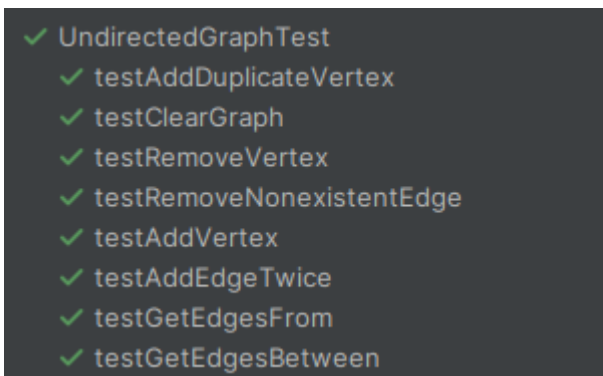 UndirectedGraphTest
testAddDuplicateVertex
testClearGraph
testRemoveVertex
testRemoveNonexistentEdge
testAddVertex
testAddEdgeTwice
testGetEdgesFrom
testGetEdgesBetween